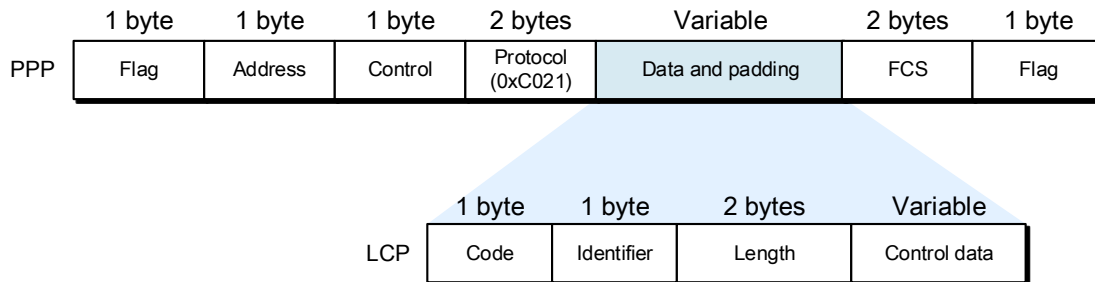 1 byte 1 byte 1 byte 2 bytes Variable 2 bytes 1 byte
PPP Flag Address Control Protocol (0xC021) Data and padding FCS Flag
1 byte 1 byte 2 bytes Variable
LCP Code Identifier Length Control data